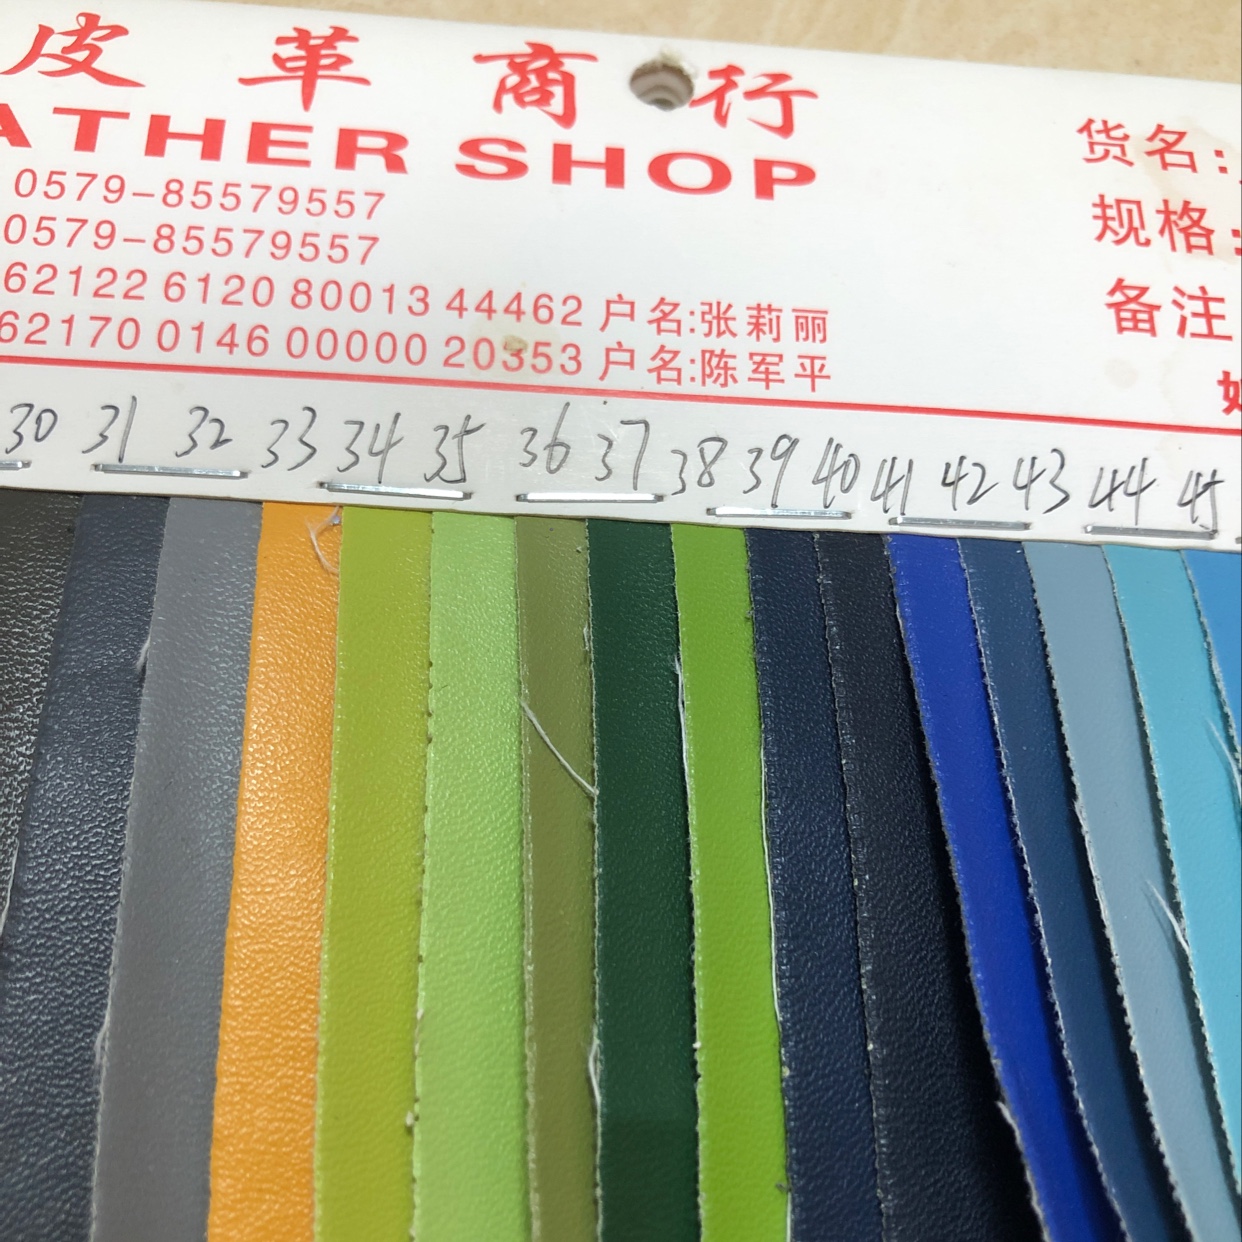 皮革商行
ATHER SHOP
0579-85579557
0579-85579557
62122 6120 80013 44462 户名:张莉丽
62170 0146 00000 20353 户名:陈军平
货名:
规格:
备注
30 31 32 33 34 35 36 37 38 39 40 41 42 43 44 45